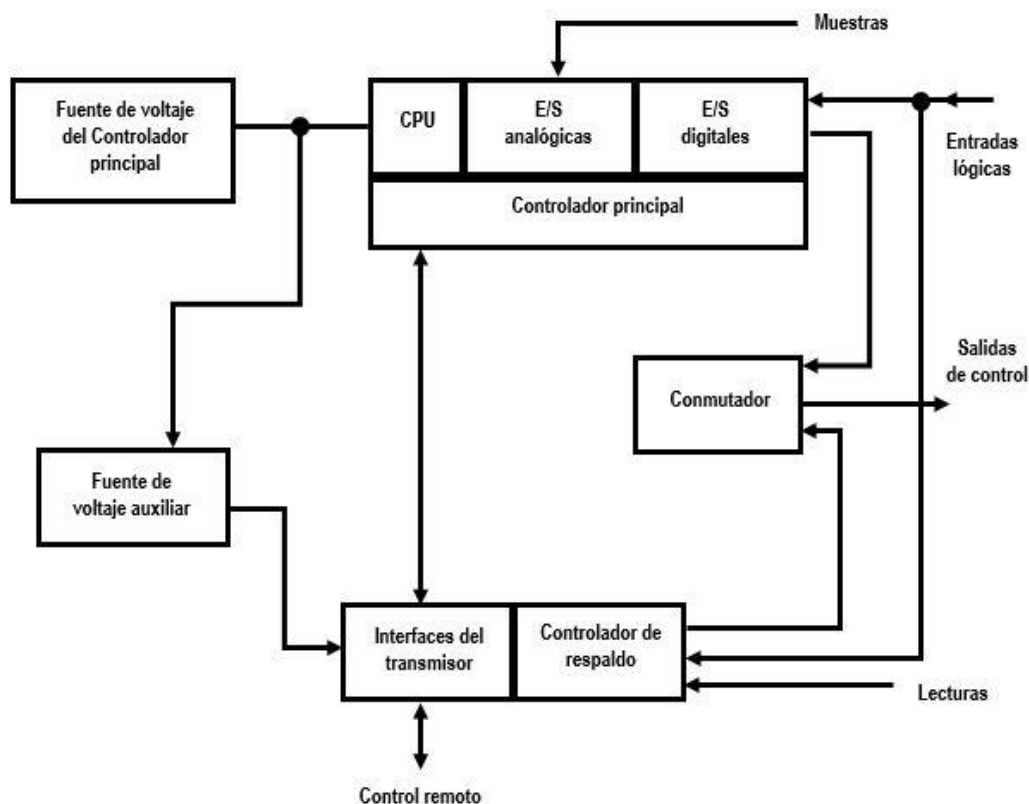 Muestras
Fuente de voltaje
del Controlador
principal
CPU
E/S
analógicas
E/S
digitales
Entradas
lógicas
Controlador principal
Salidas
de control
Conmutador
Fuente de
voltaje auxiliar
Interfaces del
transmisor
Controlador de
respaldo
Lecturas
Control remoto